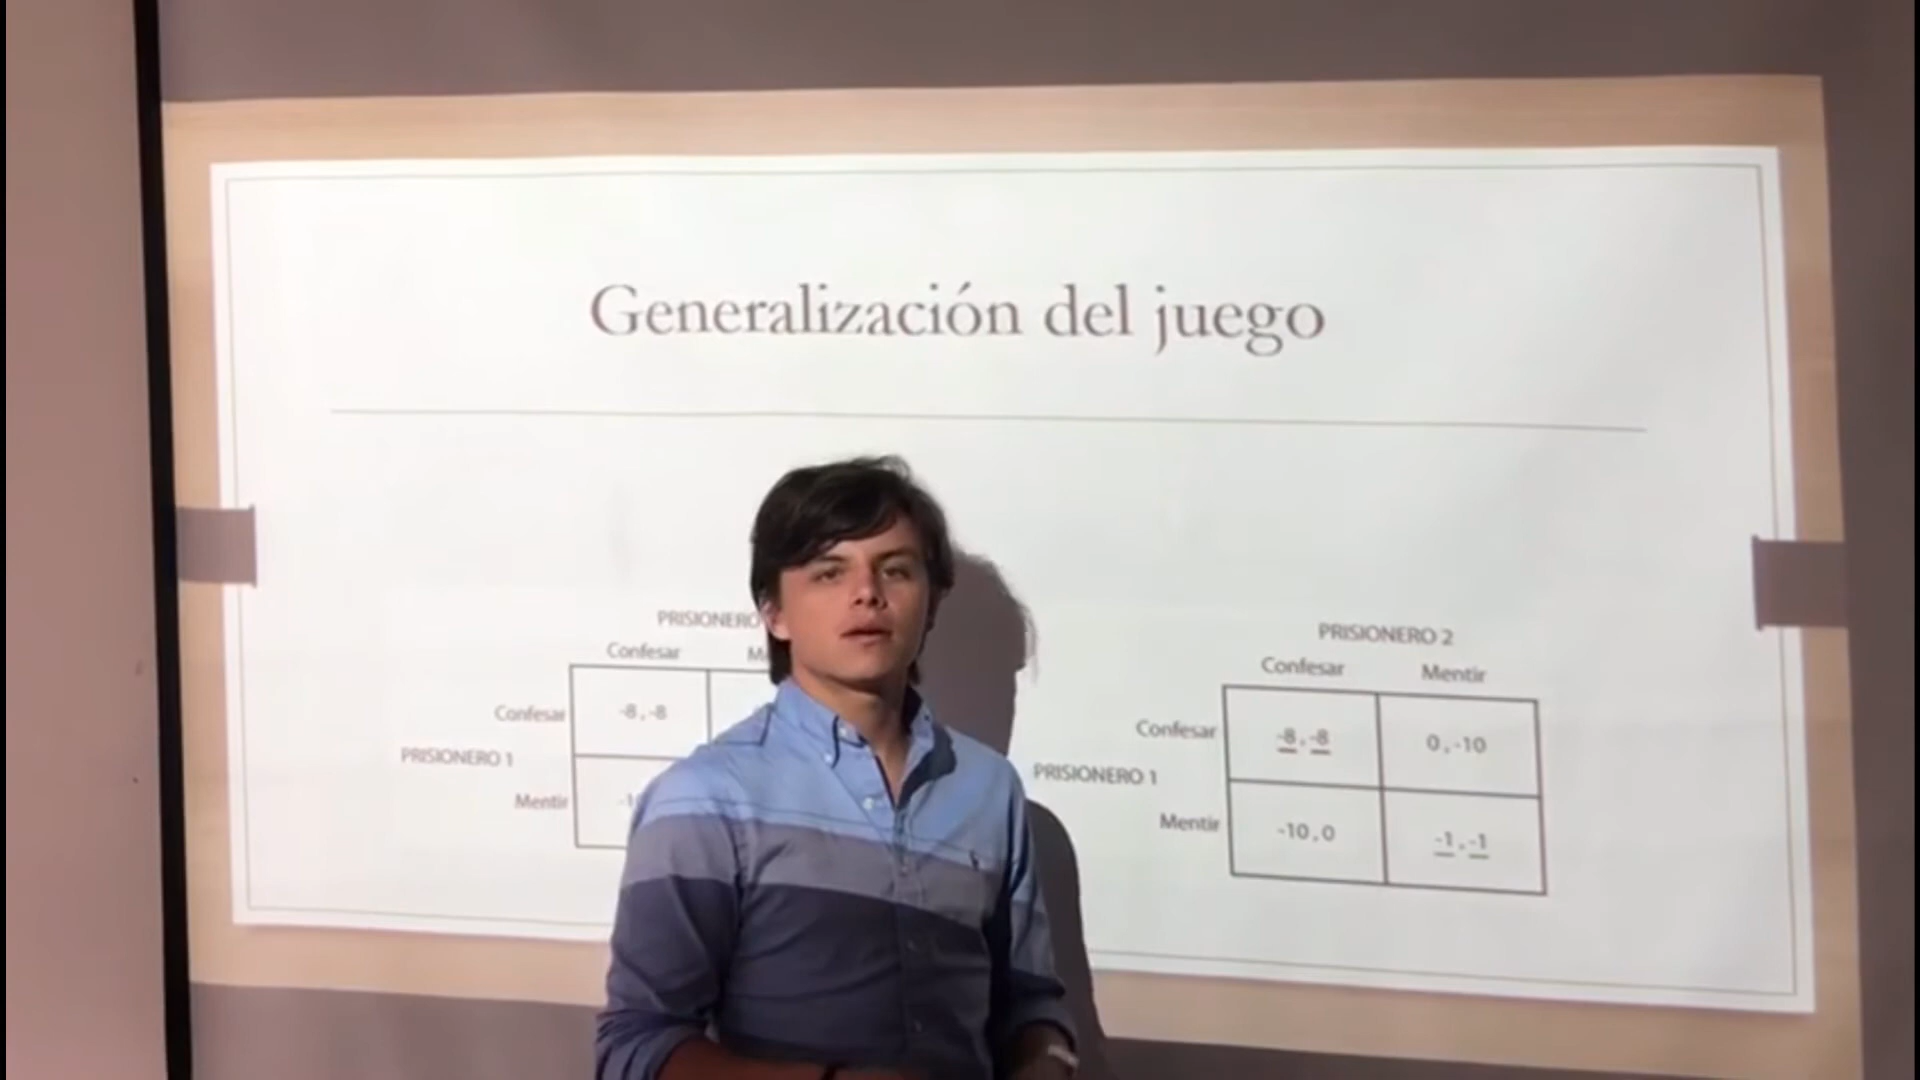 Generalización del juego
PRISIONERO
Confesar
Confesar
-8 , -8
PRISIONERO 1
Mentir
PRISIONERO 2
Confesar Mentir
Confesar
-8 , -8
0 , -10
PRISIONERO 1
Mentir
-10 , 0
-1 , -1